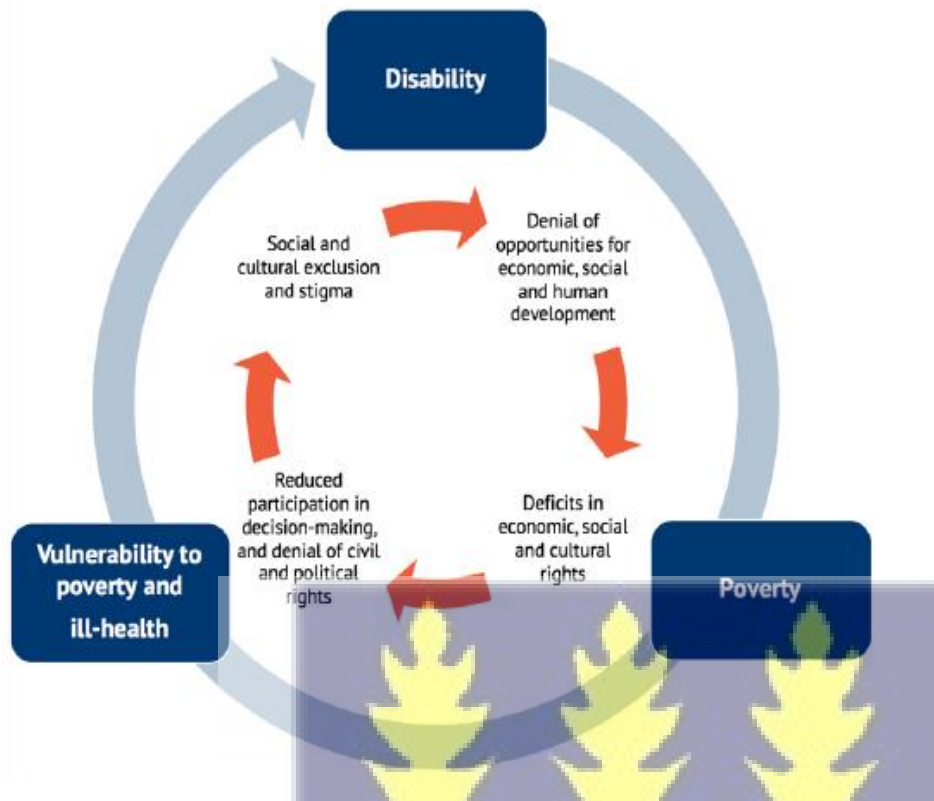 Disability
Social and
cultural exclusion
and stigma
Denial of
opportunities for
economic, social
and human
development
Reduced
participation in
decision-making,
and denial of civil
and political
rights
Deficits in
economic, social
and cultural
rights
Vulnerability to
poverty and
ill-health
Poverty